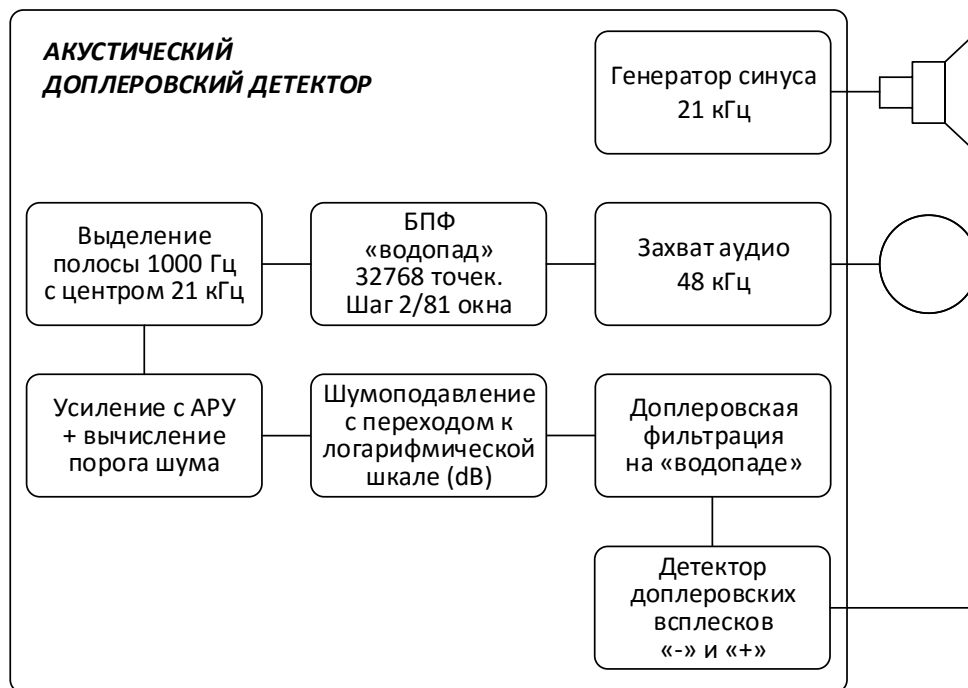 АКУСТИЧЕСКИЙ
ДОПЛЕРОВСКИЙ ДЕТЕКТОР
Генератор синуса
21 кГц
Выделение
полосы 1000 Гц
с центром 21 кГц
БПФ
«водопад»
32768 точек.
Шаг 2/81 окна
Захват аудио
48 кГц
Усиление с АРУ
+ вычисление
порога шума
Шумоподавление
с переходом к
логарифмической
шкале (dB)
Доплеровская
фильтрация
на «водопаде»
Детектор
доплеровских
всплесков
«-» и «+»